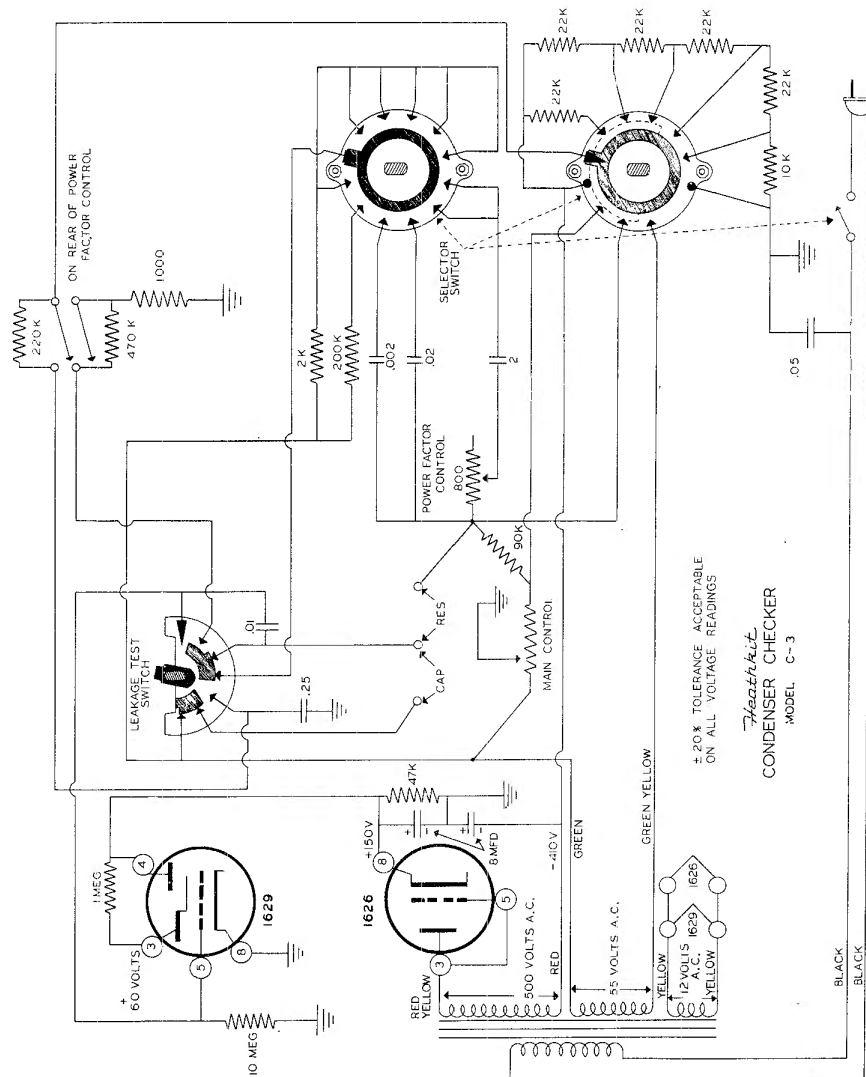 220K
470 K
ON REAR OF POWER
FACTOR CONTROL
1000
22K
22K
22K
22K
22K
10K
2K
200K
.002
.02
2
SELECTOR
SWITCH
POWER FACTOR
CONTROL
800
90K
.05
LEAKAGE TEST
SWITCH
.01
.25
RES
CAP
MAIN CONTROL
1 MEG
4
3
5
8
+
60 VOLTS
1629
10 MEG
47K
+150V
8
8 MFD
+
-
+
-
-410V
1626
3
5
RED
YELLOW
500 VOLTS A.C.
RED
GREEN
55 VOLTS A.C.
GREEN YELLOW
YELLOW
12 VOLTS
A.C.
YELLOW
1629
1626
± 20% TOLERANCE ACCEPTABLE
ON ALL VOLTAGE READINGS
Heathkit
CONDENSER CHECKER
MODEL C-3
BLACK
BLACK